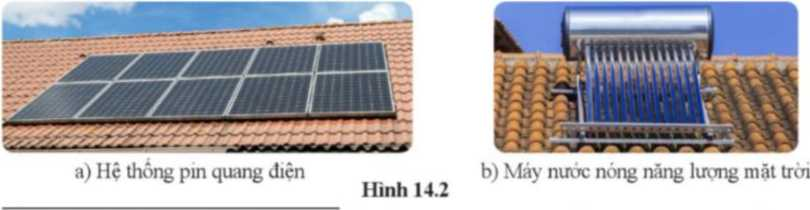 a) Hệ thống pin quang điện
b) Máy nước nóng năng lượng mặt trời
Hình 14.2